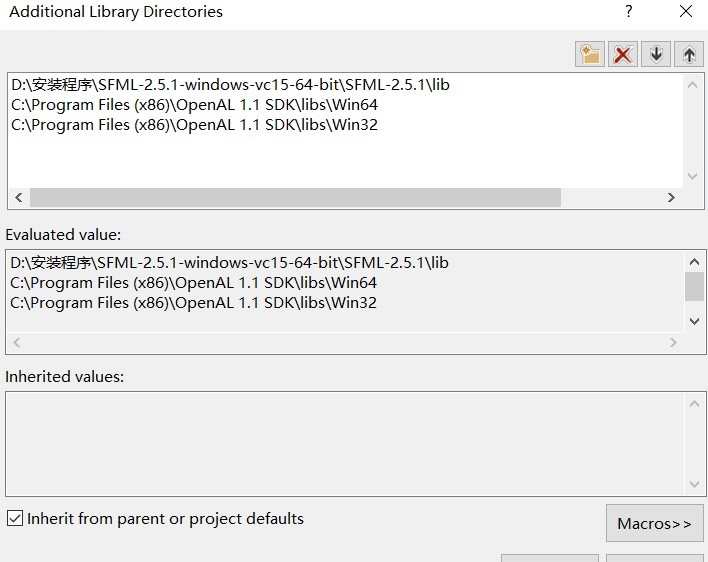 Additional Library Directories
D:\安装程序\SFML-2.5.1-windows-vc15-64-bit\SFML-2.5.1\lib
C:\Program Files (x86)\OpenAL 1.1 SDK\libs\Win64
C:\Program Files (x86)\OpenAL 1.1 SDK\libs\Win32
Evaluated value:
D:\安装程序\SFML-2.5.1-windows-vc15-64-bit\SFML-2.5.1\lib
C:\Program Files (x86)\OpenAL 1.1 SDK\libs\Win64
C:\Program Files (x86)\OpenAL 1.1 SDK\libs\Win32
Inherited values:
Inherit from parent or project defaults
Macros>>